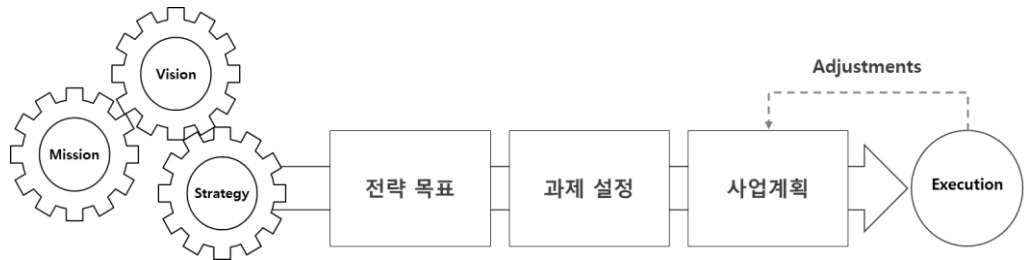 Vision
Mission
Strategy
전략 목표
과제 설정
사업계획
Adjustments
Execution